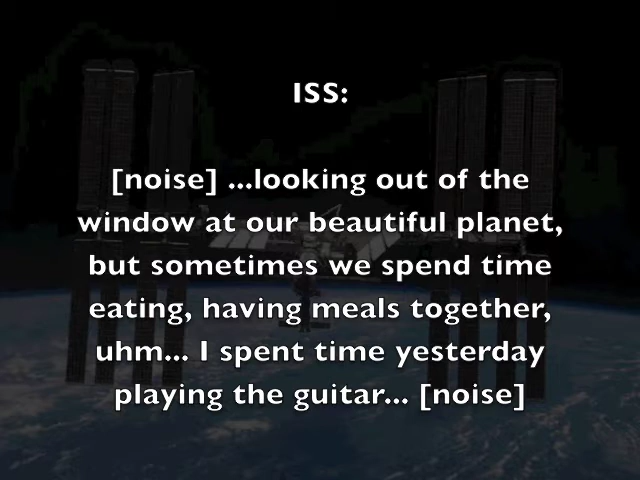 ISS:
[noise] ...looking out of the
window at our beautiful planet,
but sometimes we spend time
eating, having meals together,
uhm... I spent time yesterday
playing the guitar... [noise]